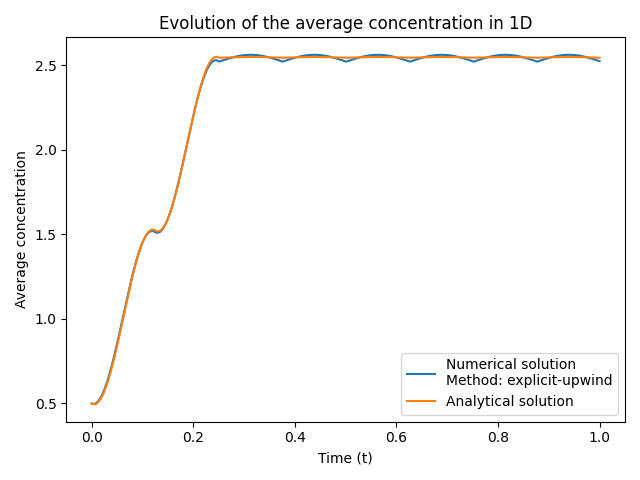 Evolution of the average concentration in 1D
2.5
2.0
1.5
1.0
0.5
Average concentration
Numerical solution
Method: explicit-upwind
Analytical solution
0.0 0.2 0.4 0.6 0.8 1.0
Time (t)